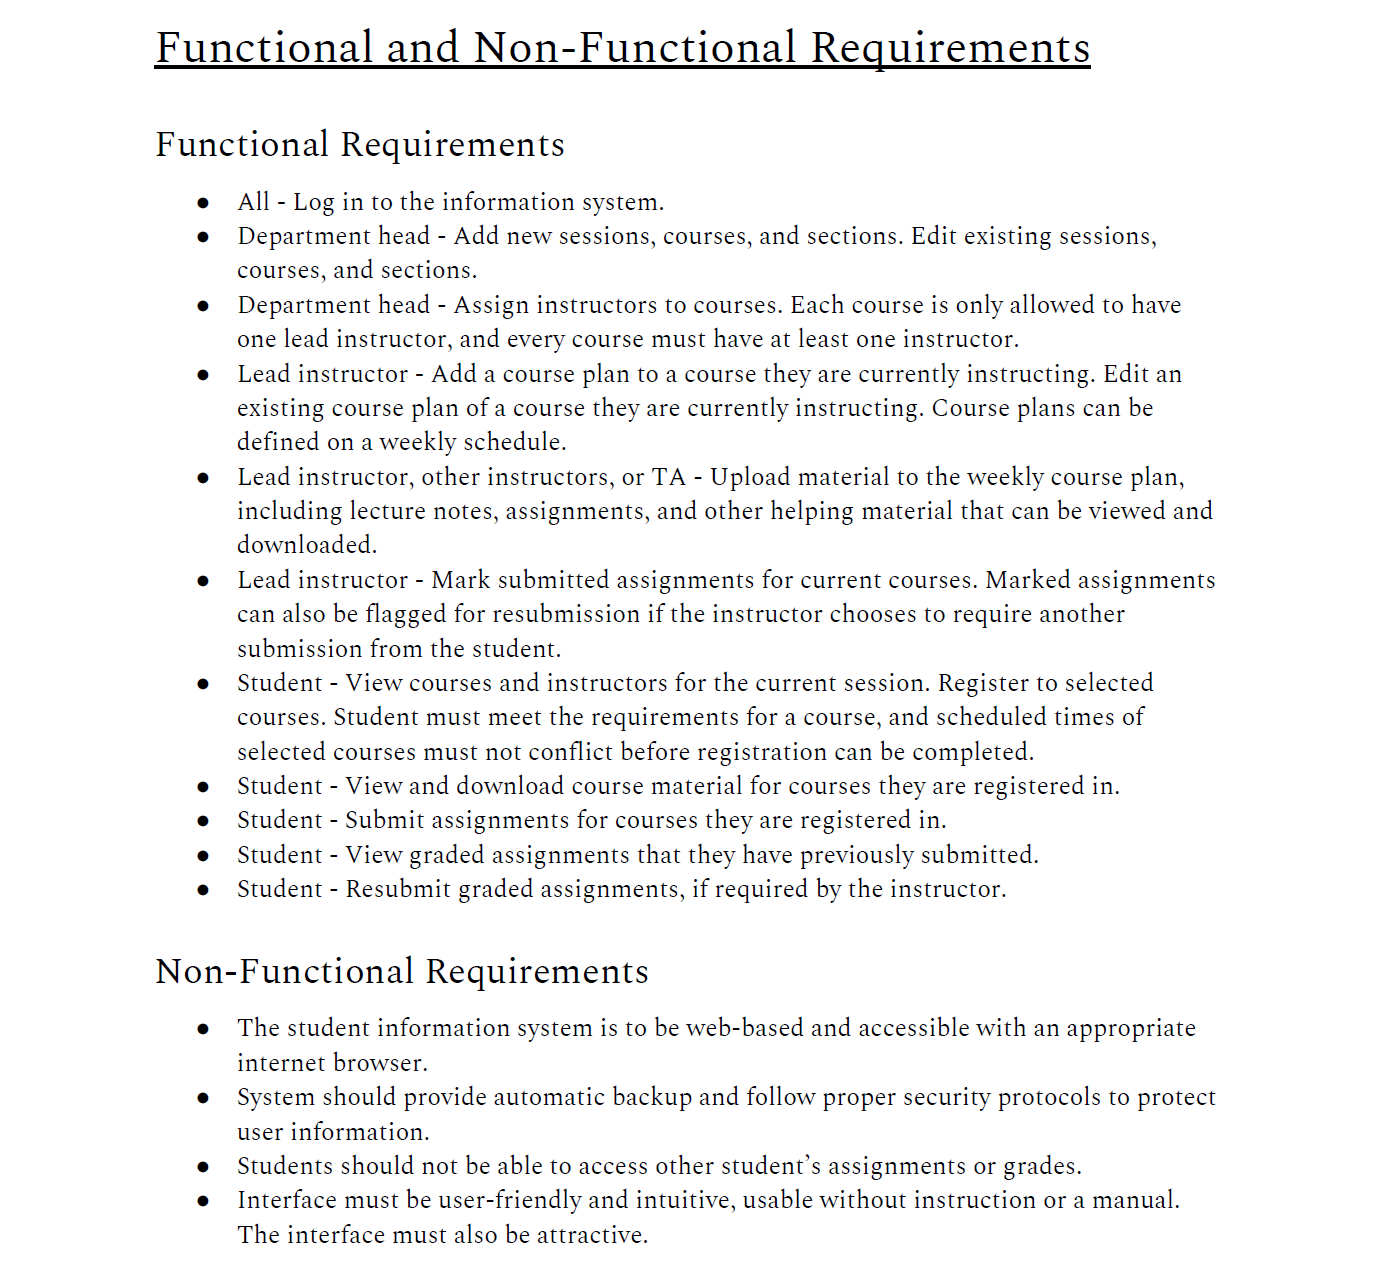 Functional and Non-Functional Requirements
Functional Requirements
● All - Log in to the information system.
● Department head - Add new sessions, courses, and sections. Edit existing sessions,
courses, and sections.
● Department head - Assign instructors to courses. Each course is only allowed to have
one lead instructor, and every course must have at least one instructor.
● Lead instructor - Add a course plan to a course they are currently instructing. Edit an
existing course plan of a course they are currently instructing. Course plans can be
defined on a weekly schedule.
● Lead instructor, other instructors, or TA - Upload material to the weekly course plan,
including lecture notes, assignments, and other helping material that can be viewed and
downloaded.
● Lead instructor - Mark submitted assignments for current courses. Marked assignments
can also be flagged for resubmission if the instructor chooses to require another
submission from the student.
● Student - View courses and instructors for the current session. Register to selected
courses. Student must meet the requirements for a course, and scheduled times of
selected courses must not conflict before registration can be completed.
● Student - View and download course material for courses they are registered in.
● Student - Submit assignments for courses they are registered in.
● Student - View graded assignments that they have previously submitted.
● Student - Resubmit graded assignments, if required by the instructor.
Non-Functional Requirements
● The student information system is to be web-based and accessible with an appropriate
internet browser.
● System should provide automatic backup and follow proper security protocols to protect
user information.
● Students should not be able to access other student’s assignments or grades.
● Interface must be user-friendly and intuitive, usable without instruction or a manual.
The interface must also be attractive.